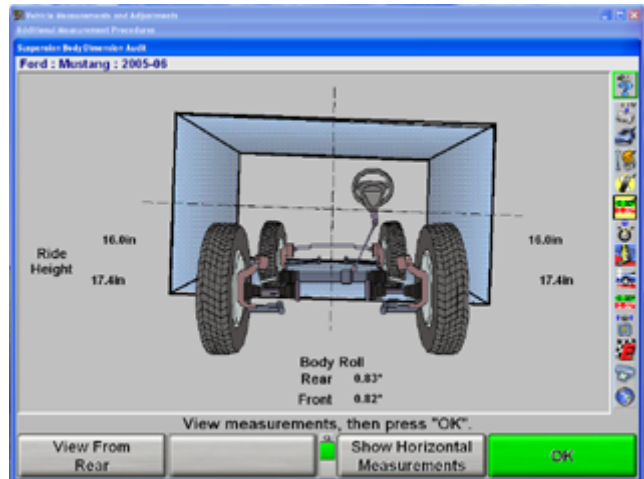 Vehicle Measurements and Adjustments
Additional Measurement Procedures
Suspension Body Dimension Audit
Ford : Mustang : 2005-06
Ride
Height
16.0in
17.4in
16.0in
17.4in
Body Roll
Rear 0.83°
Front 0.82°
View measurements, then press "OK".
View From
Rear
Show Horizontal
Measurements
OK